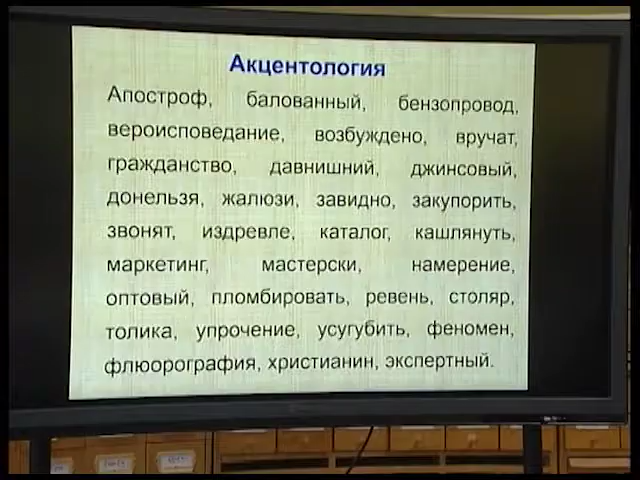 Акцентология
Апостроф, балованный, бензопровод,
вероисповедание, возбуждено, вручат,
гражданство, давнишний, джинсовый,
донельзя, жалюзи, завидно, закупорить,
звонят, издревле, каталог, кашлянуть,
маркетинг, мастерски, намерение,
оптовый, пломбировать, ревень, столяр,
толика, упрочение, усугубить, феномен,
флюорография, христианин, экспертный.